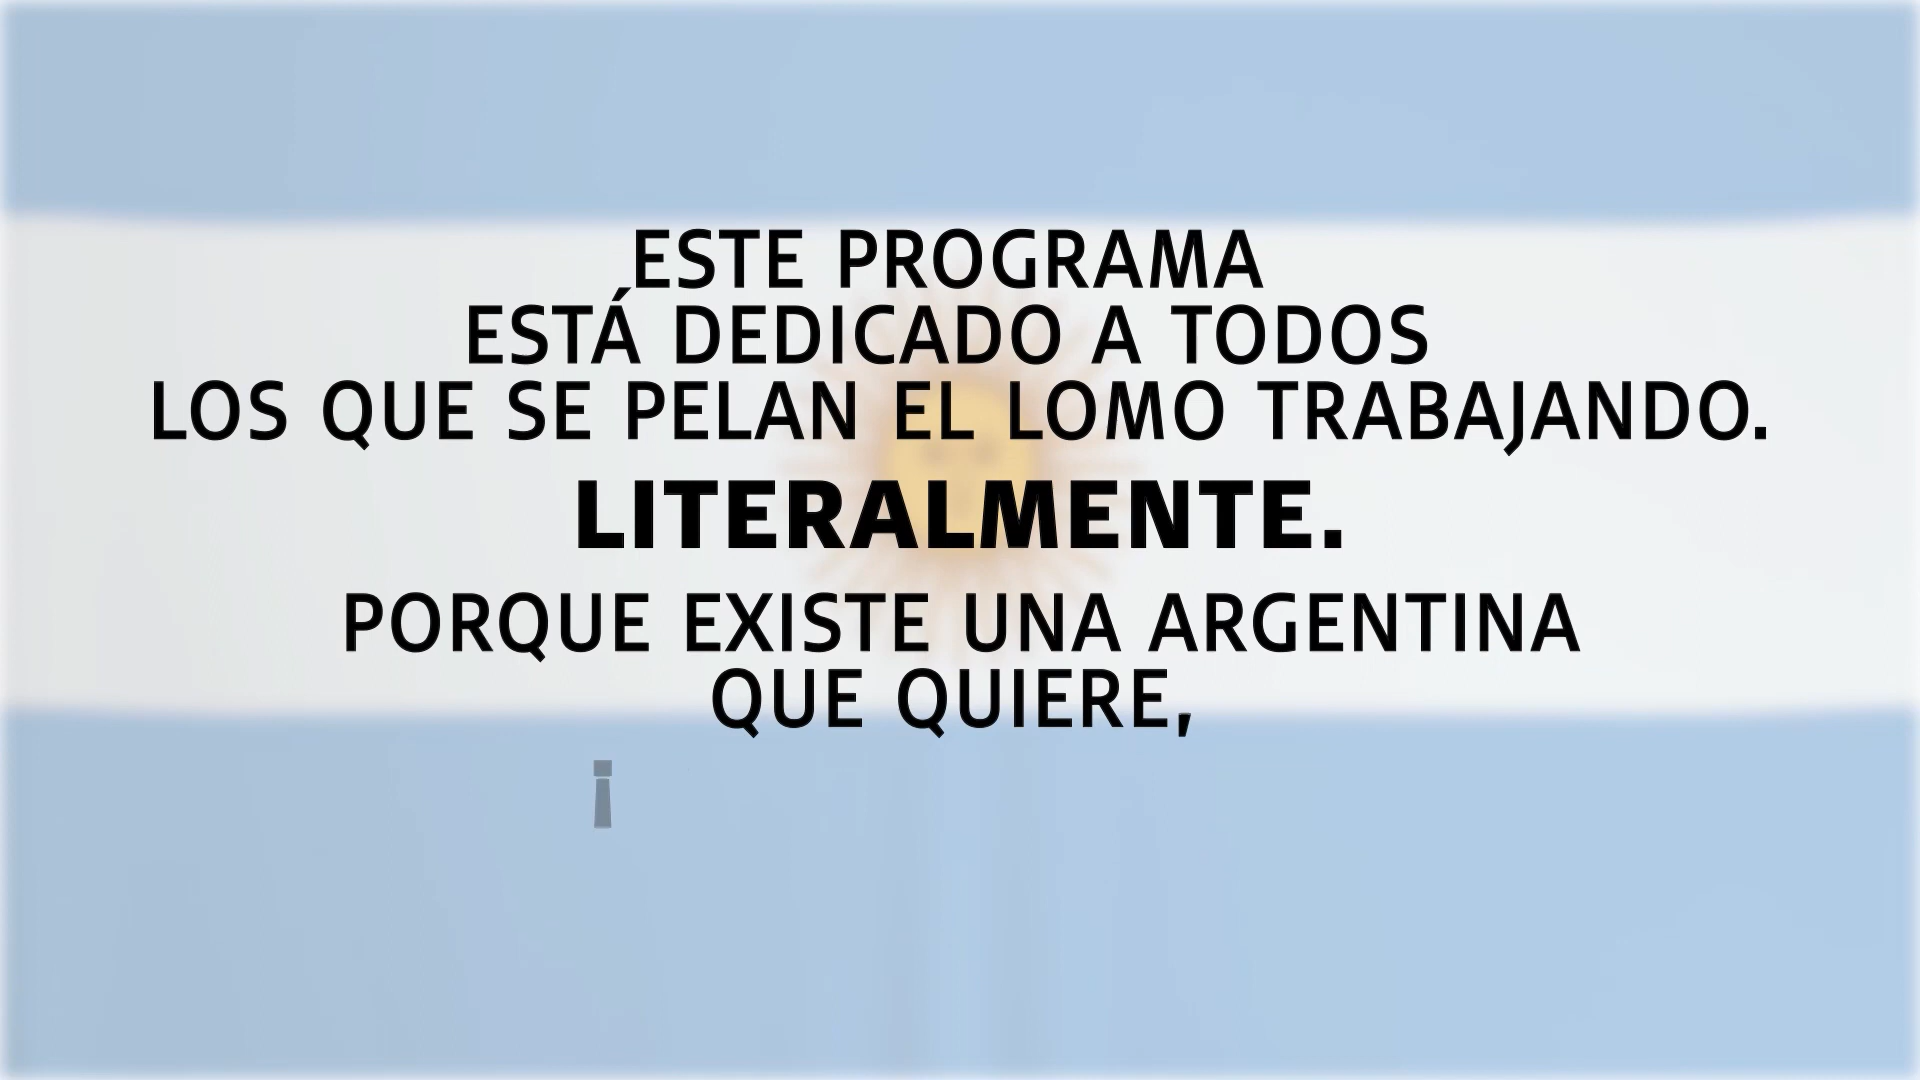 ESTE PROGRAMA
ESTÁ DEDICADO A TODOS
LOS QUE SE PELAN EL LOMO TRABAJANDO.
LITERALMENTE.
PORQUE EXISTE UNA ARGENTINA
QUE QUIERE,
¡